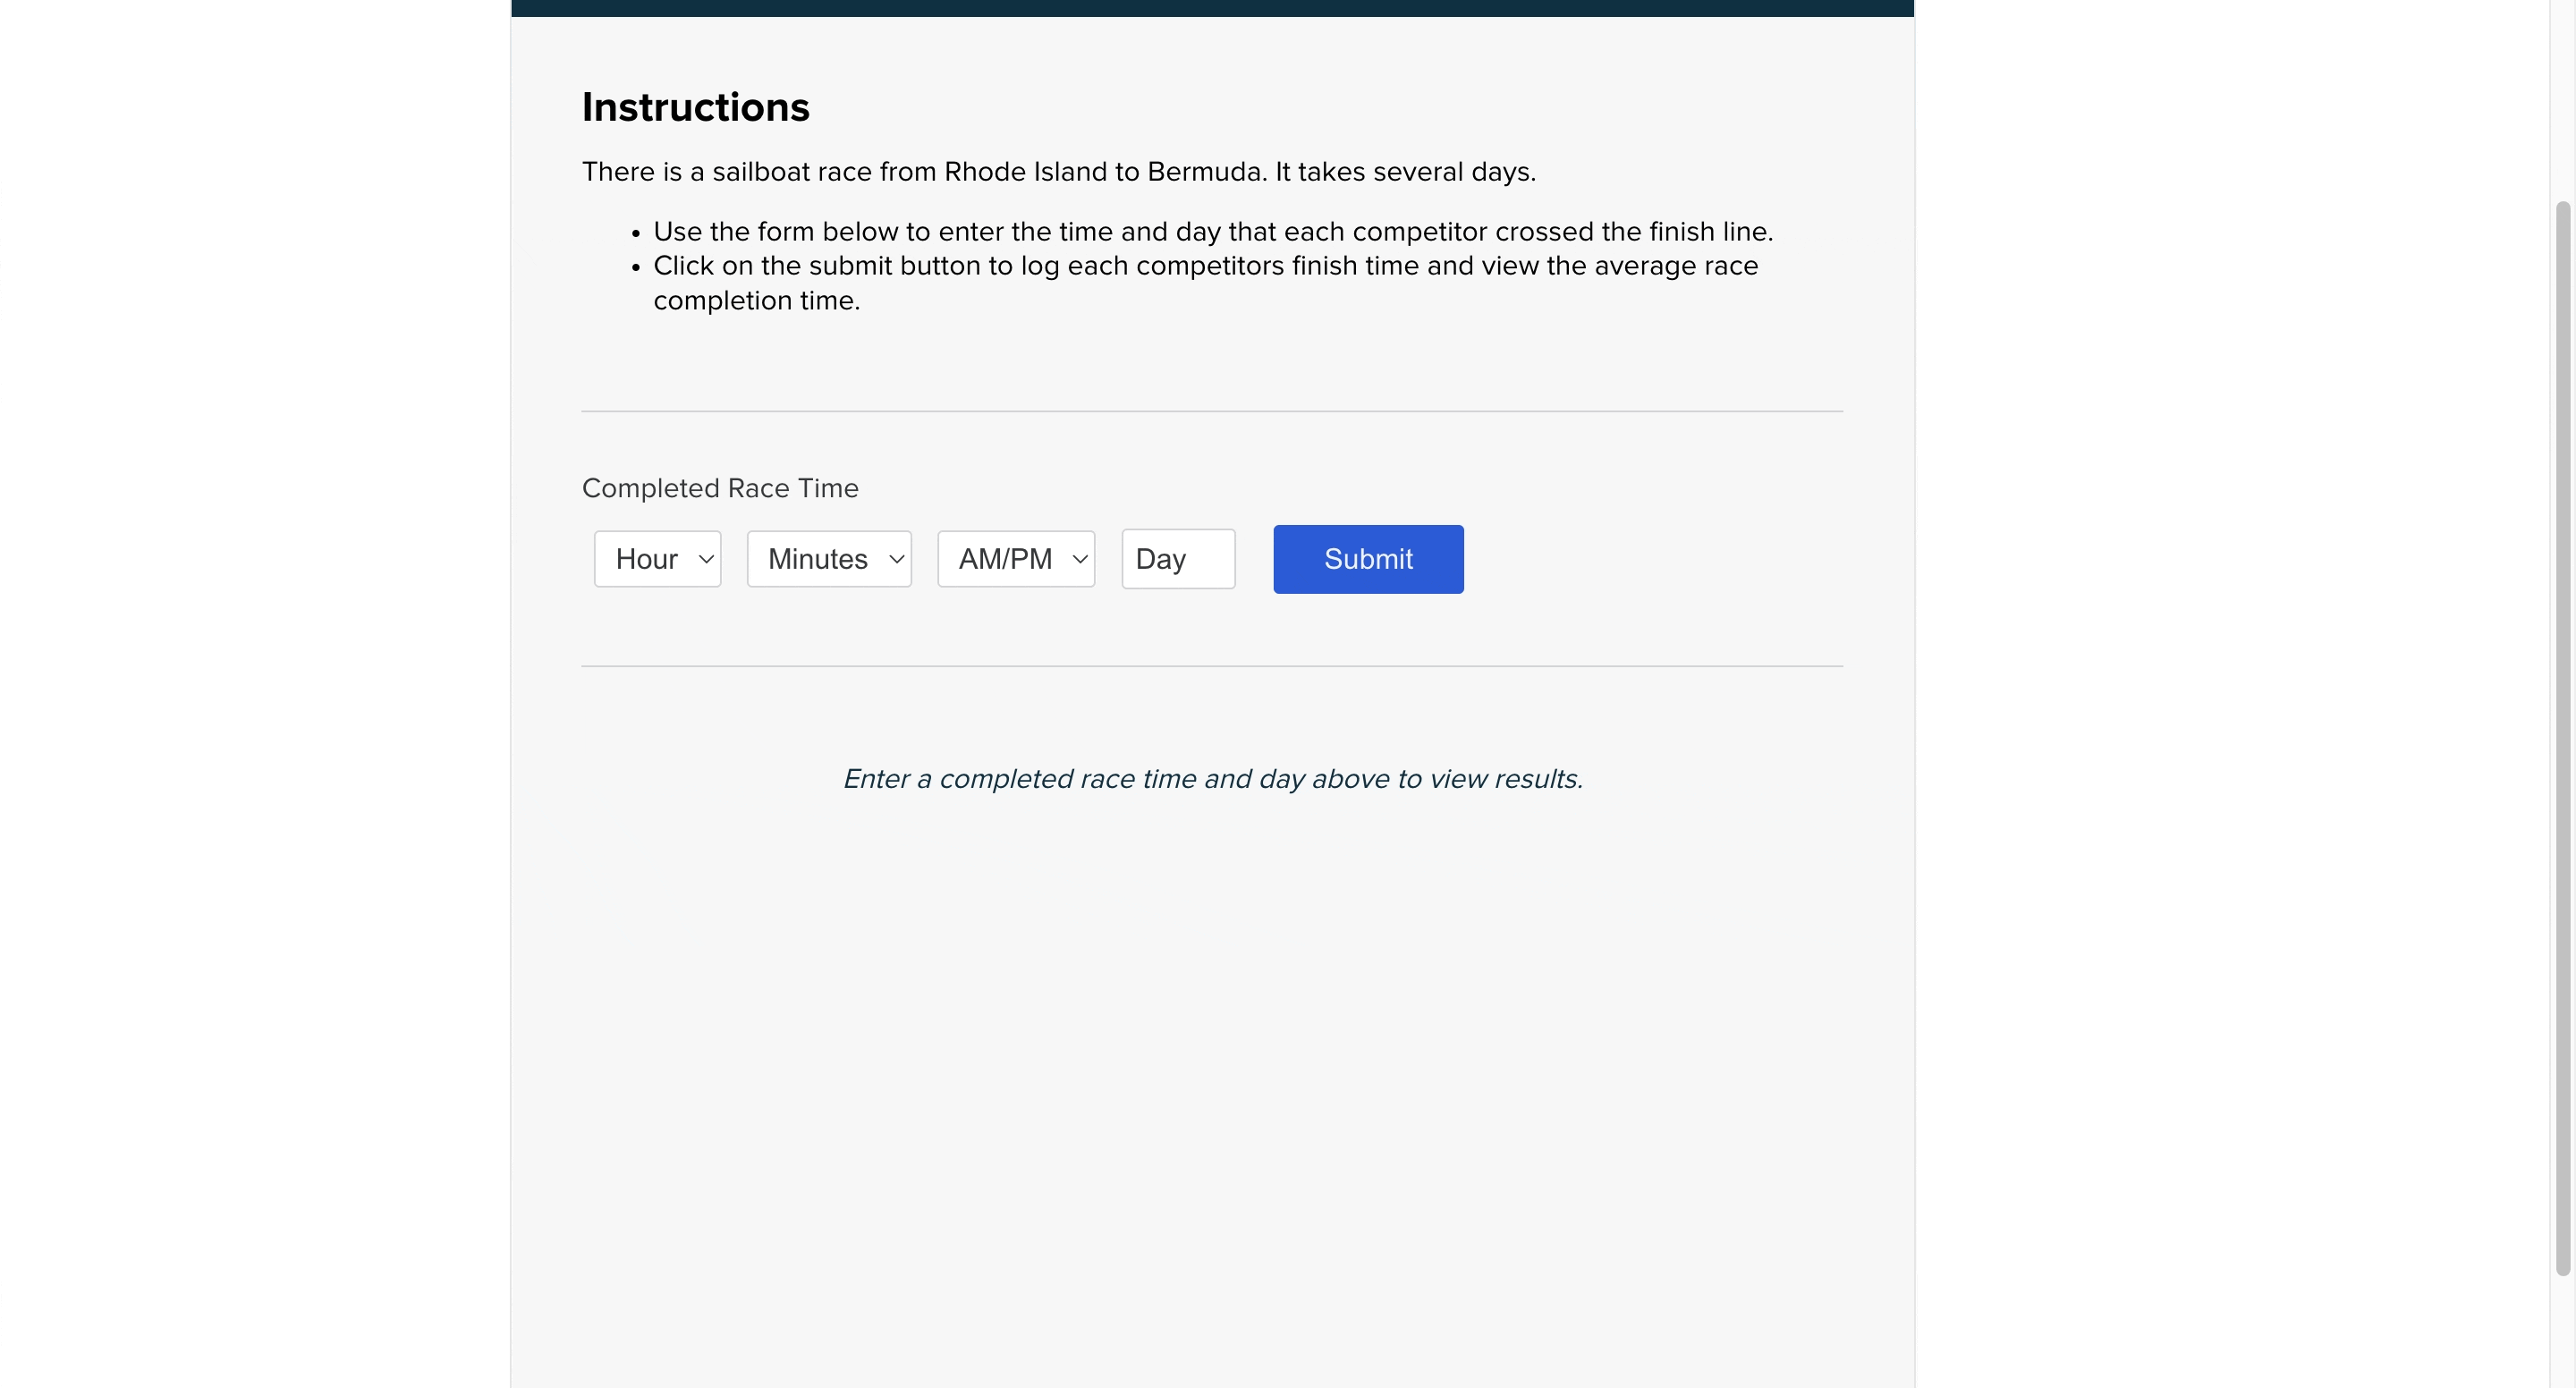 Instructions
There is a sailboat race from Rhode Island to Bermuda. It takes several days.
• Use the form below to enter the time and day that each competitor crossed the finish line.
• Click on the submit button to log each competitors finish time and view the average race
completion time.
Completed Race Time
Hour Minutes AM/PM Day Submit
Enter a completed race time and day above to view results.